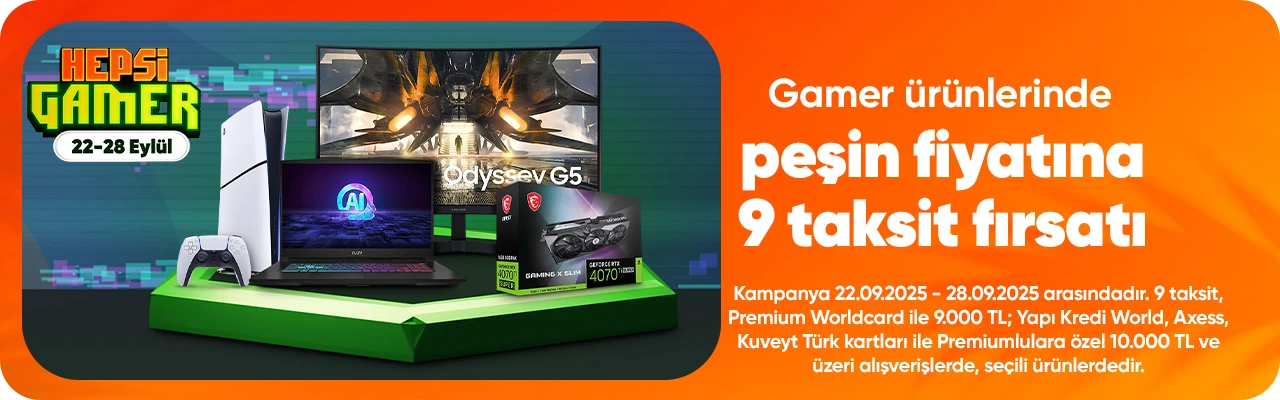 HEPSi
GAMER
22-28 Eylül
Odyssey G5
AI
msi
GAMING X SLIM
GEFORCE RTX
4070 Ti SUPER
4070 Ti
SUPER
Gamer ürünlerinde
peşin fiyatına
9 taksit fırsatı
Kampanya 22.09.2025 - 28.09.2025 arasındadır. 9 taksit,
Premium Worldcard ile 9.000 TL; Yapı Kredi World, Axess,
Kuveyt Türk kartları ile Premiumlulara özel 10.000 TL ve
üzeri alışverişlerde, seçili ürünlerdedir.